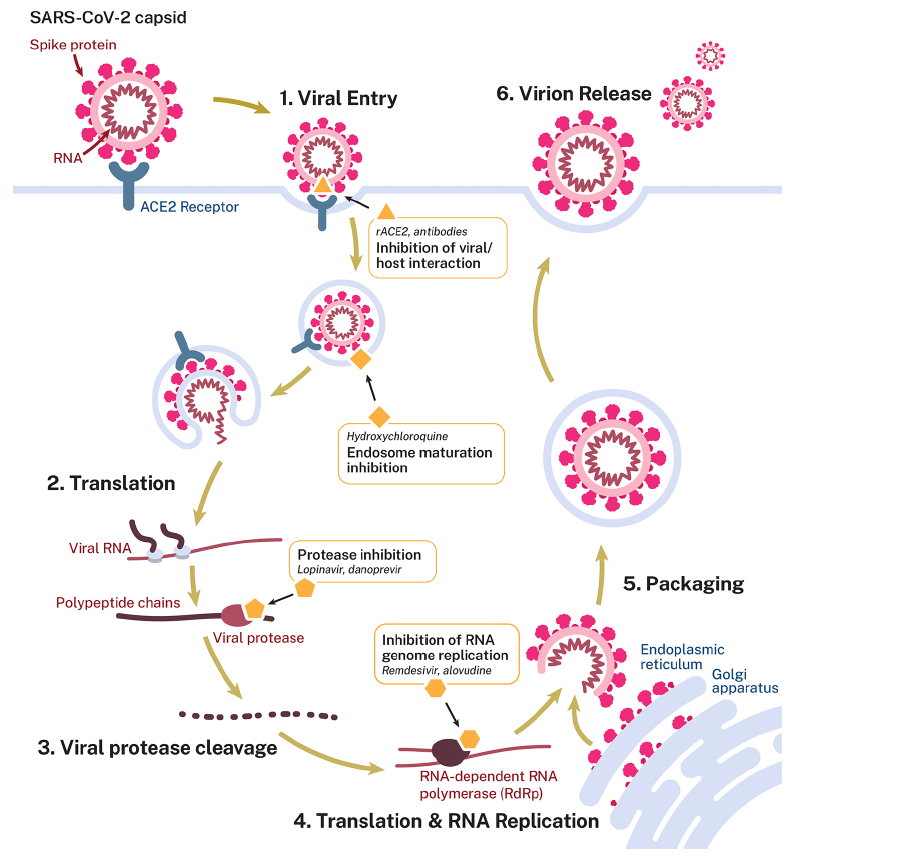 SARS-CoV-2 capsid
Spike protein
RNA
ACE2 Receptor
1. Viral Entry
rACE2, antibodies
Inhibition of viral/
host interaction
Hydroxychloroquine
Endosome maturation
inhibition
2. Translation
Viral RNA
Polypeptide chains
Viral protease
Protease inhibition
Lopinavir, danoprevir
3. Viral protease cleavage
Inhibition of RNA
genome replication
Remdesivir, alovudine
RNA-dependent RNA
polymerase (RdRp)
4. Translation & RNA Replication
5. Packaging
Endoplasmic
reticulum
Golgi
apparatus
6. Virion Release